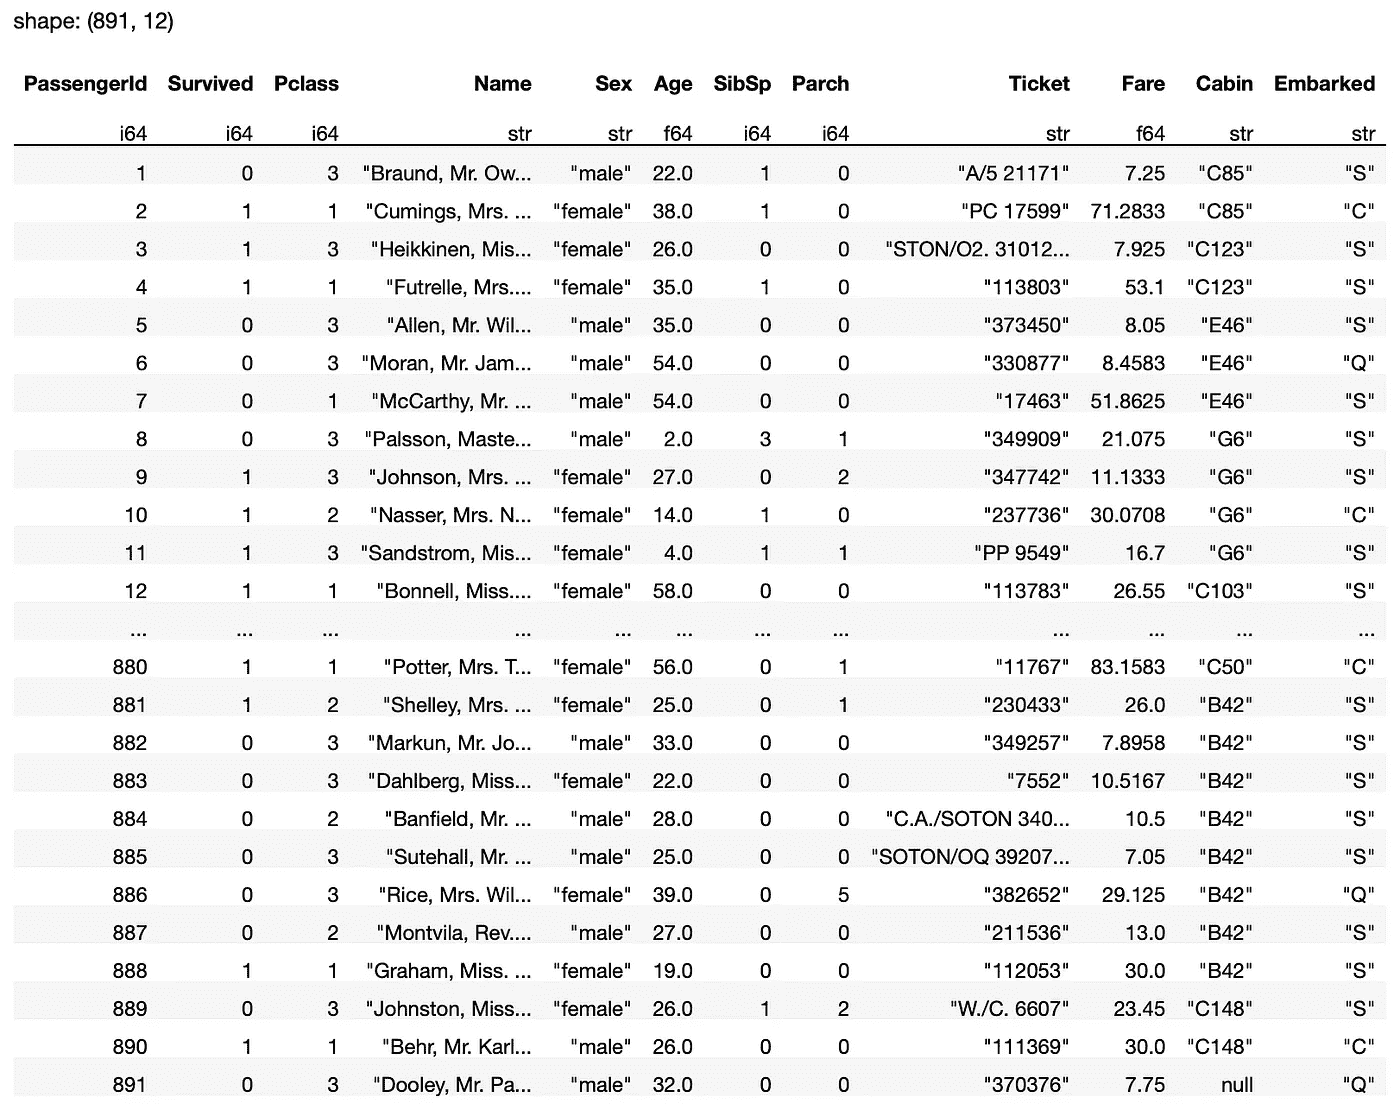 shape: (891, 12)
PassengerId Survived Pclass Name Sex Age SibSp Parch Ticket Fare Cabin Embarked
i64 i64 i64 str str f64 i64 i64 str f64 str str
1 0 3 "Braund, Mr. Ow... "male" 22.0 1 0 "A/5 21171" 7.25 "C85" "S"
2 1 1 "Cumings, Mrs. ... "female" 38.0 1 0 "PC 17599" 71.2833 "C85" "C"
3 1 3 "Heikkinen, Mis... "female" 26.0 0 0 "STON/O2. 31012... 7.925 "C123" "S"
4 1 1 "Futrelle, Mrs.... "female" 35.0 1 0 "113803" 53.1 "C123" "S"
5 0 3 "Allen, Mr. Wil... "male" 35.0 0 0 "373450" 8.05 "E46" "S"
6 0 3 "Moran, Mr. Jam... "male" 54.0 0 0 "330877" 8.4583 "E46" "Q"
7 0 1 "McCarthy, Mr. ... "male" 54.0 0 0 "17463" 51.8625 "E46" "S"
8 0 3 "Palsson, Maste... "male" 2.0 3 1 "349909" 21.075 "G6" "S"
9 1 3 "Johnson, Mrs. ... "female" 27.0 0 2 "347742" 11.1333 "G6" "S"
10 1 2 "Nasser, Mrs. N... "female" 14.0 1 0 "237736" 30.0708 "G6" "C"
11 1 3 "Sandstrom, Mis... "female" 4.0 1 1 "PP 9549" 16.7 "G6" "S"
12 1 1 "Bonnell, Miss.... "female" 58.0 0 0 "113783" 26.55 "C103" "S"
... ... ... ... ... ... ... ... ... ... ... ...
880 1 1 "Potter, Mrs. T... "female" 56.0 0 1 "11767" 83.1583 "C50" "C"
881 1 2 "Shelley, Mrs. ... "female" 25.0 0 1 "230433" 26.0 "B42" "S"
882 0 3 "Markun, Mr. Jo... "male" 33.0 0 0 "349257" 7.8958 "B42" "S"
883 0 3 "Dahlberg, Miss... "female" 22.0 0 0 "7552" 10.5167 "B42" "S"
884 0 2 "Banfield, Mr. ... "male" 28.0 0 0 "C.A./SOTON 340... 10.5 "B42" "S"
885 0 3 "Sutehall, Mr. ... "male" 25.0 0 0 "SOTON/OQ 39207... 7.05 "B42" "S"
886 0 3 "Rice, Mrs. Wil... "female" 39.0 0 5 "382652" 29.125 "B42" "Q"
887 0 2 "Montvila, Rev.... "male" 27.0 0 0 "211536" 13.0 "B42" "S"
888 1 1 "Graham, Miss. ... "female" 19.0 0 0 "112053" 30.0 "B42" "S"
889 0 3 "Johnston, Miss... "female" 26.0 1 2 "W./C. 6607" 23.45 "C148" "S"
890 1 1 "Behr, Mr. Karl... "male" 26.0 0 0 "111369" 30.0 "C148" "C"
891 0 3 "Dooley, Mr. Pa... "male" 32.0 0 0 "370376" 7.75 null "Q"